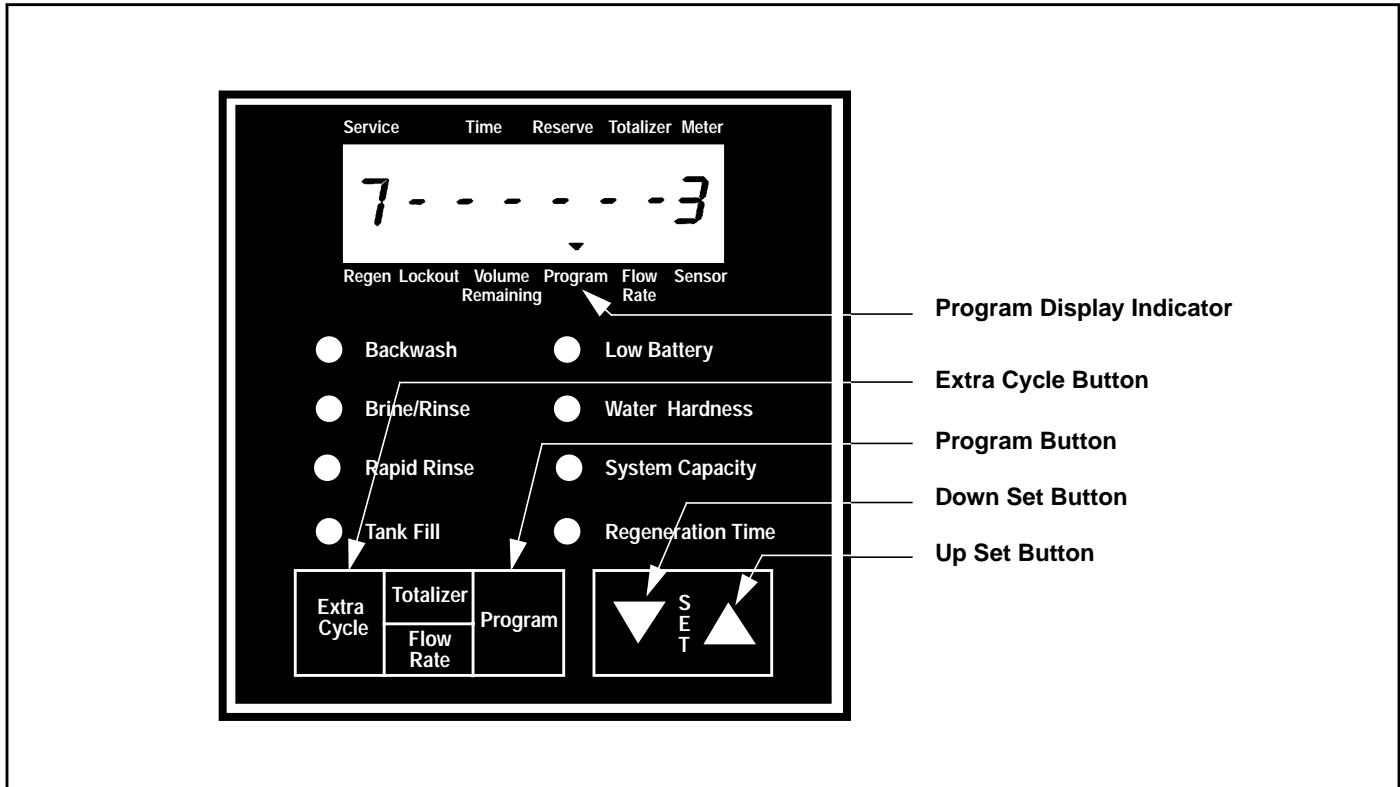 Service Time Reserve Totalizer Meter
7 - - - - - - 3
Regen Lockout Volume Remaining Program Flow Rate Sensor
Backwash
Low Battery
Brine/Rinse
Water Hardness
Rapid Rinse
System Capacity
Tank Fill
Regeneration Time
Extra
Cycle
Totalizer
Flow
Rate
Program
SET
Program Display Indicator
Extra Cycle Button
Program Button
Down Set Button
Up Set Button